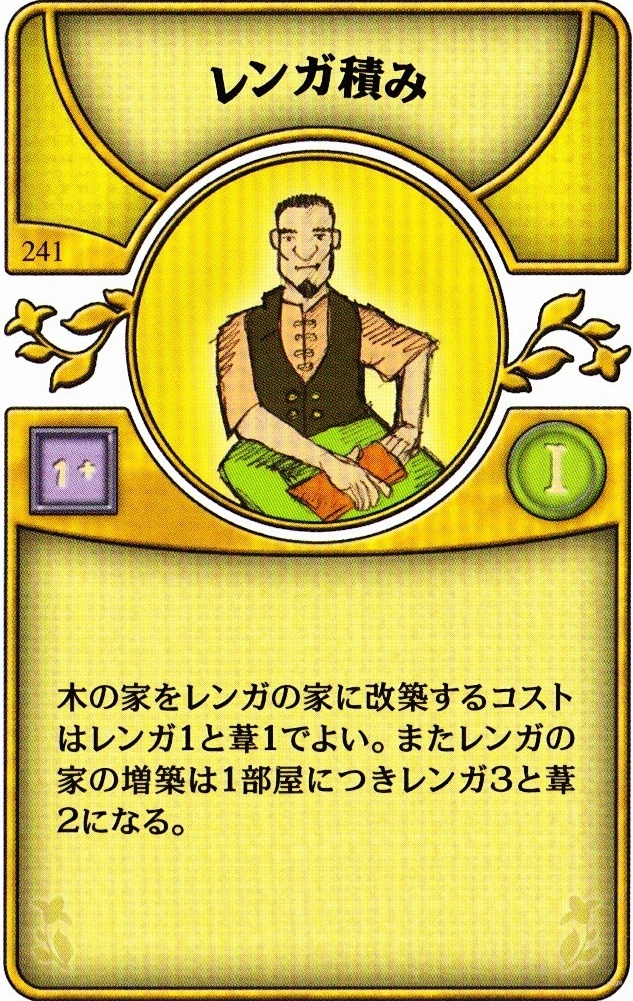 レンガ積み
241
1+
I
木の家をレンガの家に改築するコスト
はレンガ1と葦1でよい。またレンガの
家の増築は1部屋につきレンガ3と葦
2になる。